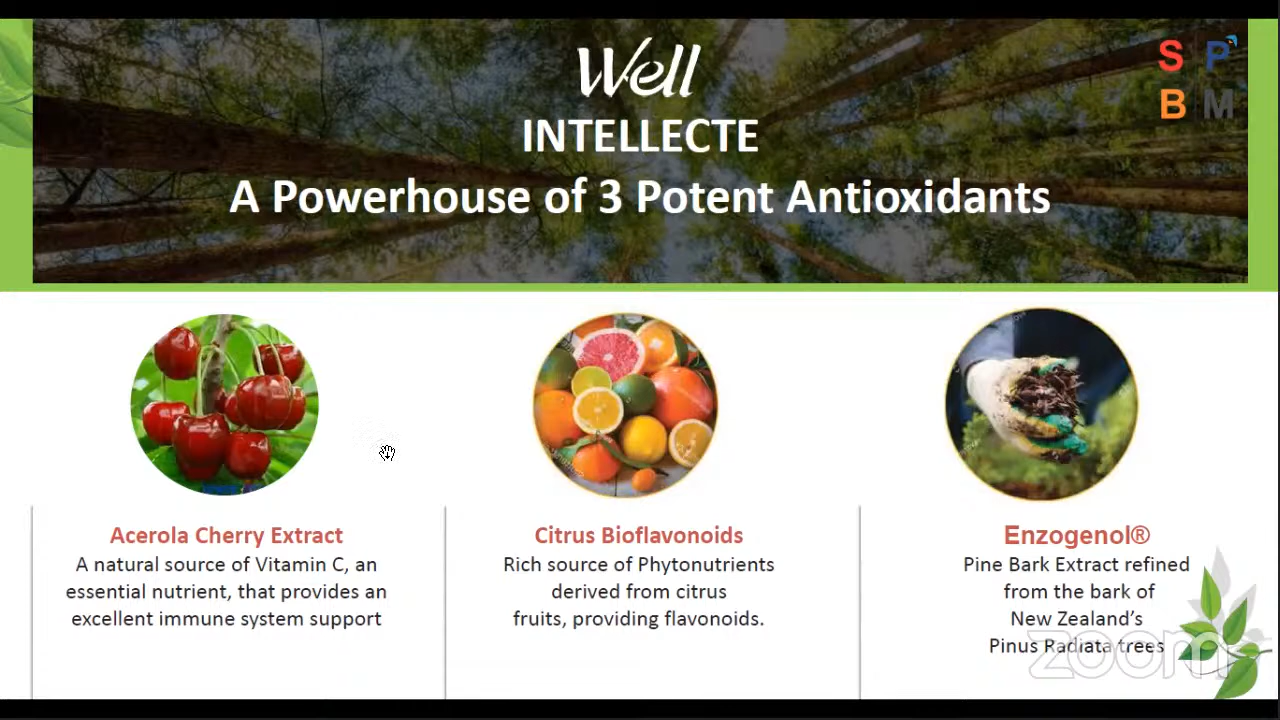 Well
INTELLECTE
A Powerhouse of 3 Potent Antioxidants
S P
B M
Acerola Cherry Extract
A natural source of Vitamin C, an
essential nutrient, that provides an
excellent immune system support
Citrus Bioflavonoids
Rich source of Phytonutrients
derived from citrus
fruits, providing flavonoids.
Enzogenol®
Pine Bark Extract refined
from the bark of
New Zealand’s
Pinus Radiata trees
zoom